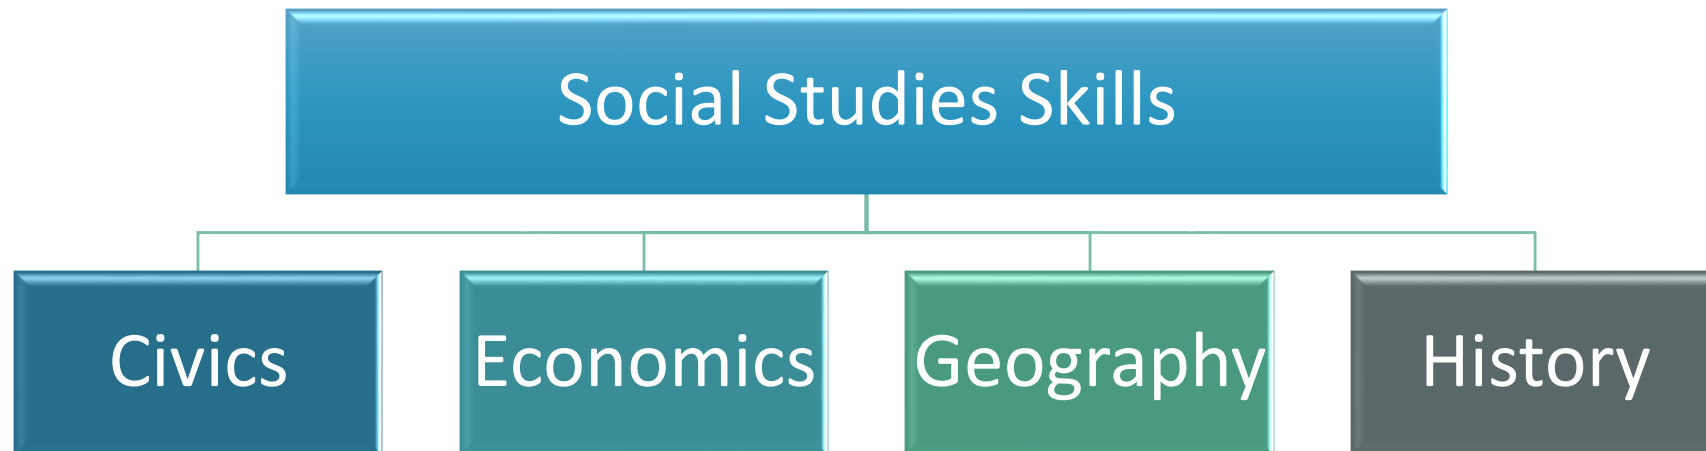 Social Studies Skills
Civics
Economics
Geography
History